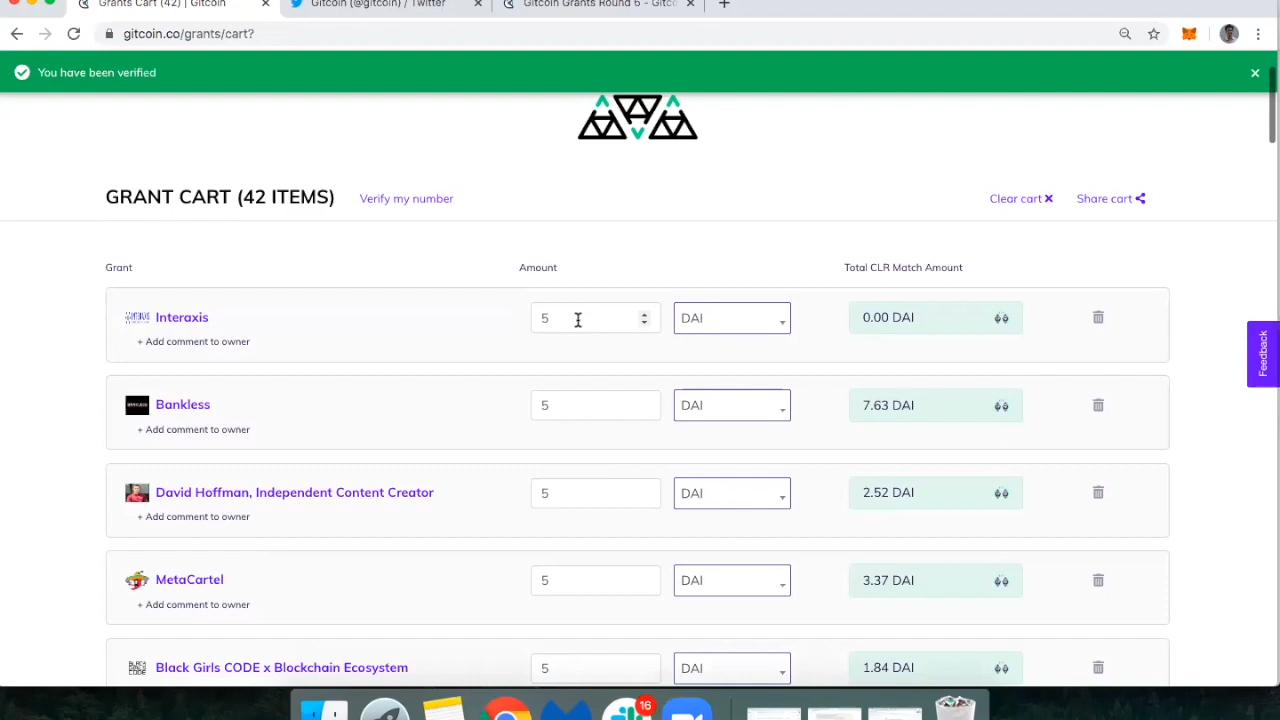 Grants Cart (42) | Gitcoin
Gitcoin (@gitcoin) / Twitter
Gitcoin Grants Round 6 - Gitco
gitcoin.co/grants/cart?
You have been verified
GRANT CART (42 ITEMS)
Verify my number
Clear cart
Share cart
Grant
Amount
Total CLR Match Amount
Interaxis
5
DAI
0.00 DAI
+ Add comment to owner
Bankless
5
DAI
7.63 DAI
+ Add comment to owner
David Hoffman, Independent Content Creator
5
DAI
2.52 DAI
+ Add comment to owner
MetaCartel
5
DAI
3.37 DAI
+ Add comment to owner
Black Girls CODE x Blockchain Ecosystem
5
DAI
1.84 DAI
Feedback
16